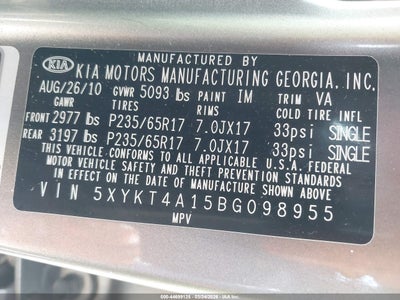 MANUFACTURED BY
KIA KIA MOTORS MANUFACTURING GEORGIA, INC.
AUG/26/10 GVWR 5093 lbs PAINT IM TRIM VA
GAWR TIRES RIMS COLD TIRE INFL
FRONT 2977 lbs P235/65R17 7.0JX17 33psi SINGLE
REAR 3197 lbs P235/65R17 7.0JX17 33psi SINGLE
THIS VEHICLE CONFORMS TO ALL APPLICABLE U.S.A. FEDERAL
MOTOR VEHICLE SAFETY, BUMPER, AND THEFT PREVENTION STANDARDS
IN EFFECT ON THE DATE OF MANUFACTURE SHOWN ABOVE.
VIN 5XYKT4A15BG098955
MPV